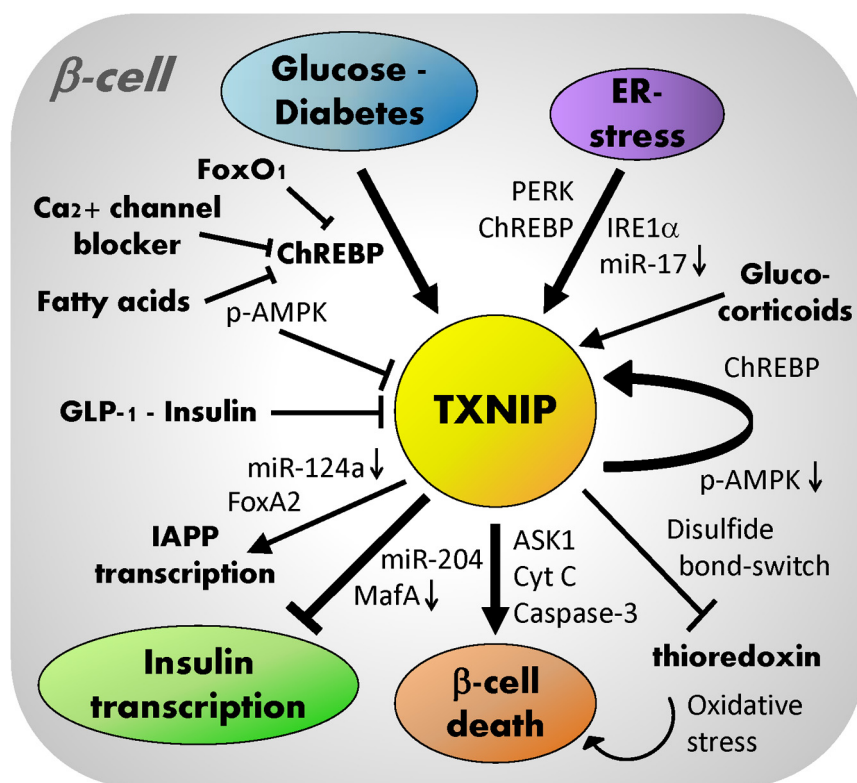 β-cell
Glucose -
Diabetes
ER-
stress
FoxO1
Ca2+ channel
blocker
ChREBP
Fatty acids
p-AMPK
PERK
ChREBP
IRE1α
miR-17↓
Gluco-
corticoids
GLP-1 - Insulin
TXNIP
ChREBP
p-AMPK↓
miR-124a↓
FoxA2
IAPP
transcription
miR-204
MafA↓
ASK1
Cyt C
Caspase-3
Disulfide
bond-switch
Insulin
transcription
β-cell
death
thioredoxin
Oxidative
stress